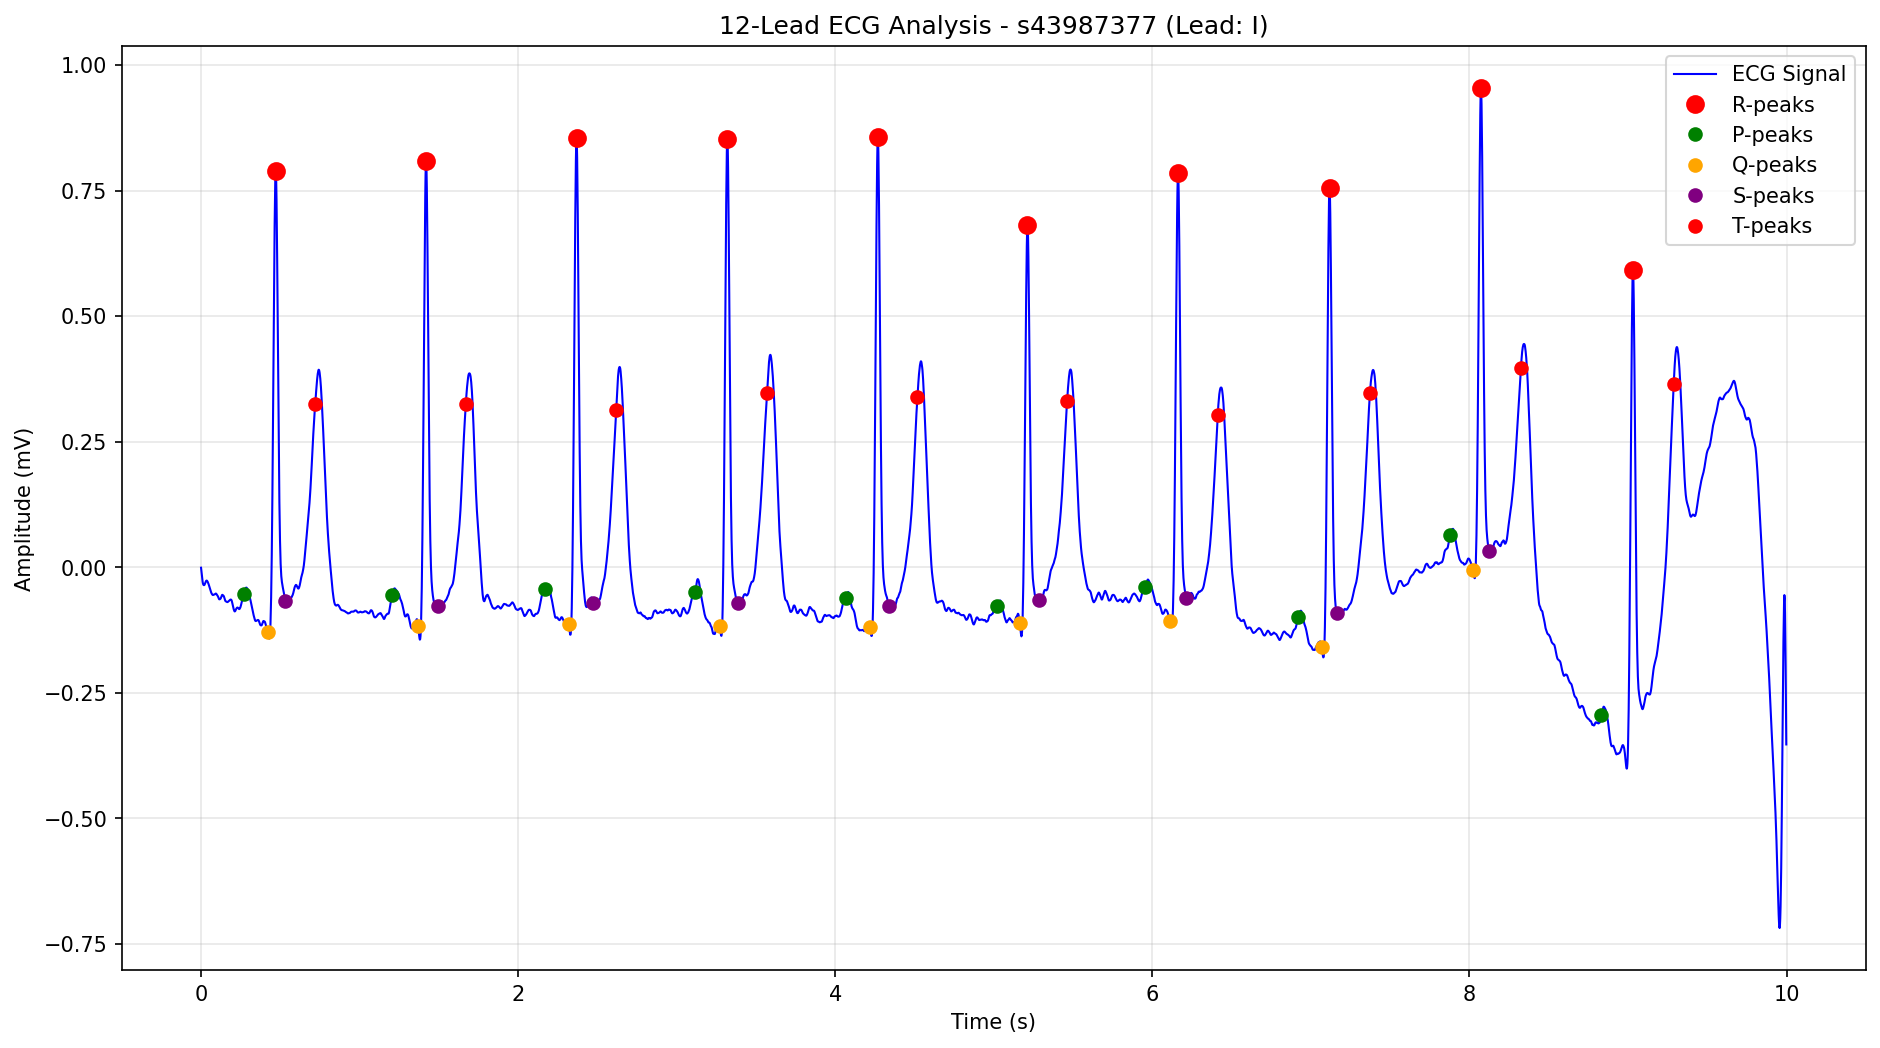 12-Lead ECG Analysis - s43987377 (Lead: I)
1.00
0.75
0.50
0.25
0.00
−0.25
−0.50
−0.75
Amplitude (mV)
ECG Signal
R-peaks
P-peaks
Q-peaks
S-peaks
T-peaks
0 2 4 6 8 10
Time (s)